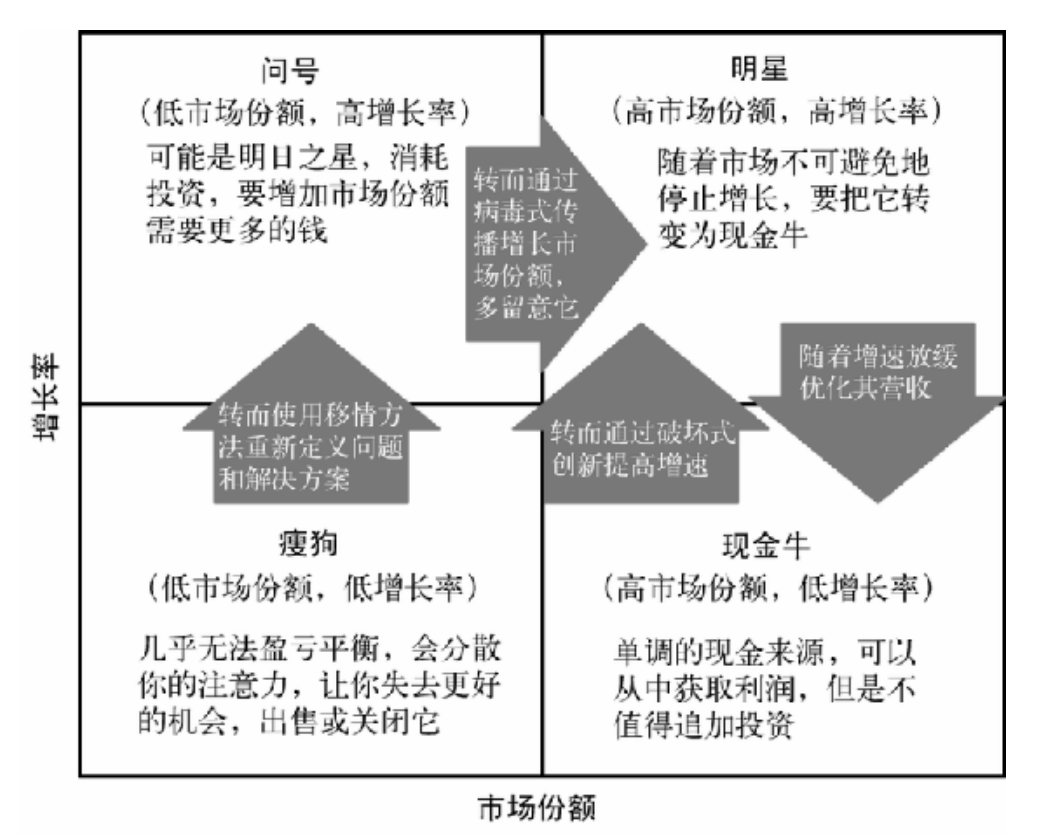 问号
（低市场份额，高增长率）
可能是明日之星，消耗
投资，要增加市场份额
需要更多的钱
转而通过
病毒式传
播增长市
场份额，
多留意它
明星
（高市场份额，高增长率）
随着市场不可避免地
停止增长，要把它转
变为现金牛
增长率
转而使用移情方
法重新定义问题
和解决方案
转而通过破坏式
创新提高增速
随着增速放缓
优化其营收
瘦狗
（低市场份额，低增长率）
几乎无法盈亏平衡，会分散
你的注意力，让你失去更好
的机会，出售或关闭它
现金牛
（高市场份额，低增长率）
单调的现金来源，可以
从中获取利润，但是不
值得追加投资
市场份额